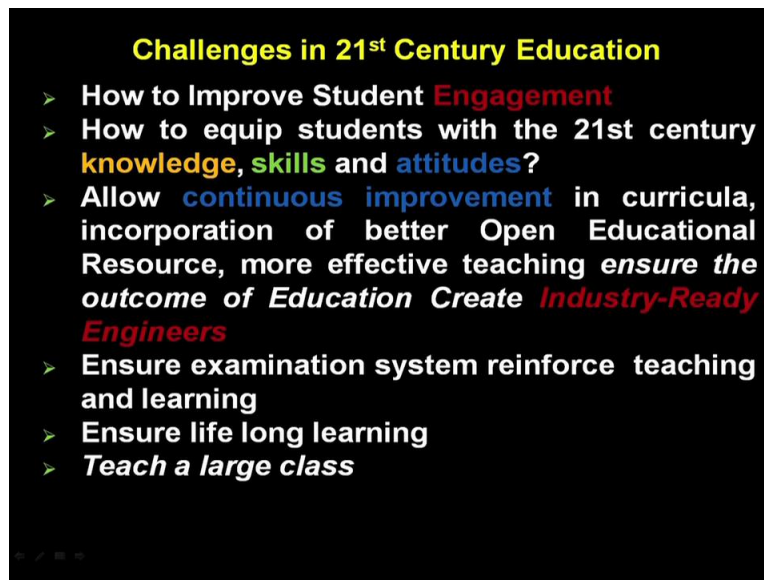 Challenges in 21st Century Education
How to Improve Student Engagement
How to equip students with the 21st century
knowledge, skills and attitudes?
Allow continuous improvement in curricula,
incorporation of better Open Educational
Resource, more effective teaching ensure the
outcome of Education Create Industry-Ready
Engineers
Ensure examination system reinforce teaching
and learning
Ensure life long learning
Teach a large class